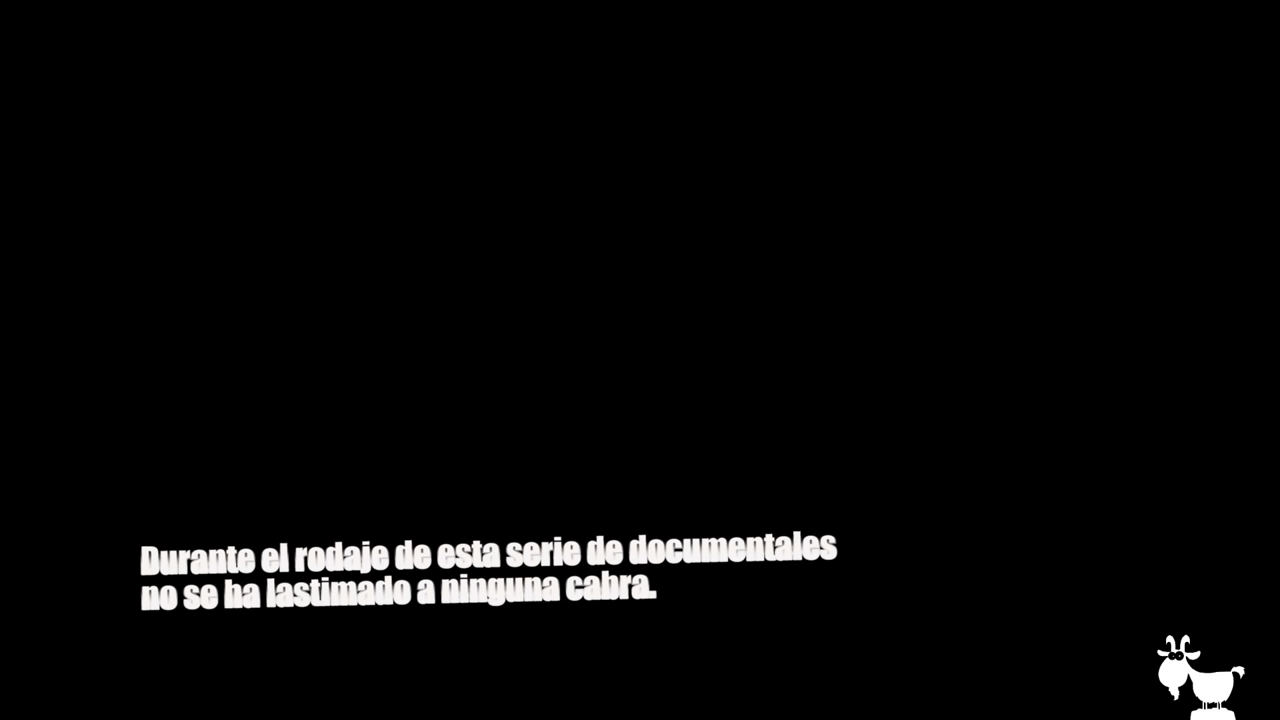 Durante el rodaje de esta serie de documentales
no se ha lastimado a ninguna cabra.